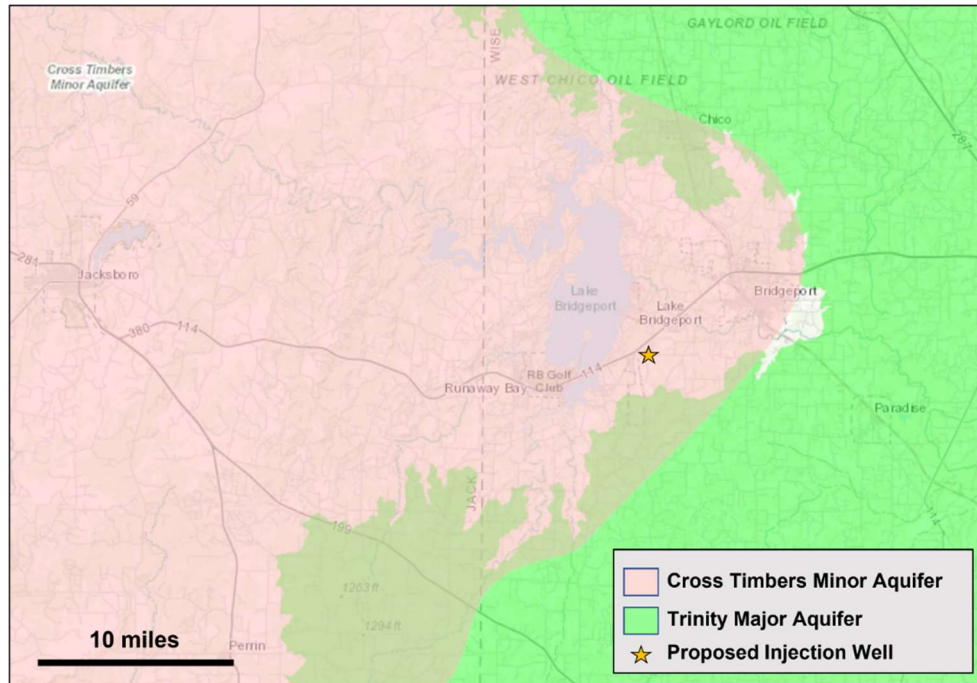 GAYLORD OIL FIELD
WISE
Cross Timbers
Minor Aquifer
WEST CHICO OIL FIELD
Chico
287
59
281
Jacksboro
Lake
Bridgeport
Lake
Bridgeport
Bridgeport
380
114
114
RB Golf
Club
Runaway Bay
Paradise
JACK
199
114
1263 ft
1294 ft
Perrin
10 miles
Cross Timbers Minor Aquifer
Trinity Major Aquifer
Proposed Injection Well